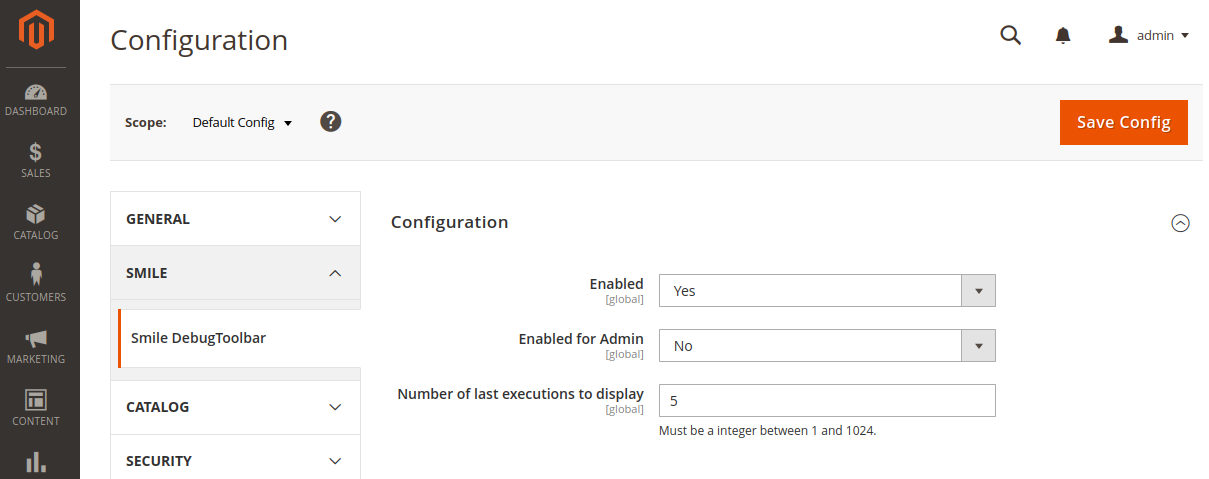 Configuration
admin
DASHBOARD
Scope: Default Config ?
Save Config
$
SALES
CATALOG
CUSTOMERS
MARKETING
CONTENT
GENERAL
SMILE
Smile DebugToolbar
CATALOG
SECURITY
Configuration
Enabled
[global]
Yes
Enabled for Admin
[global]
No
Number of last executions to display
[global]
5
Must be a integer between 1 and 1024.